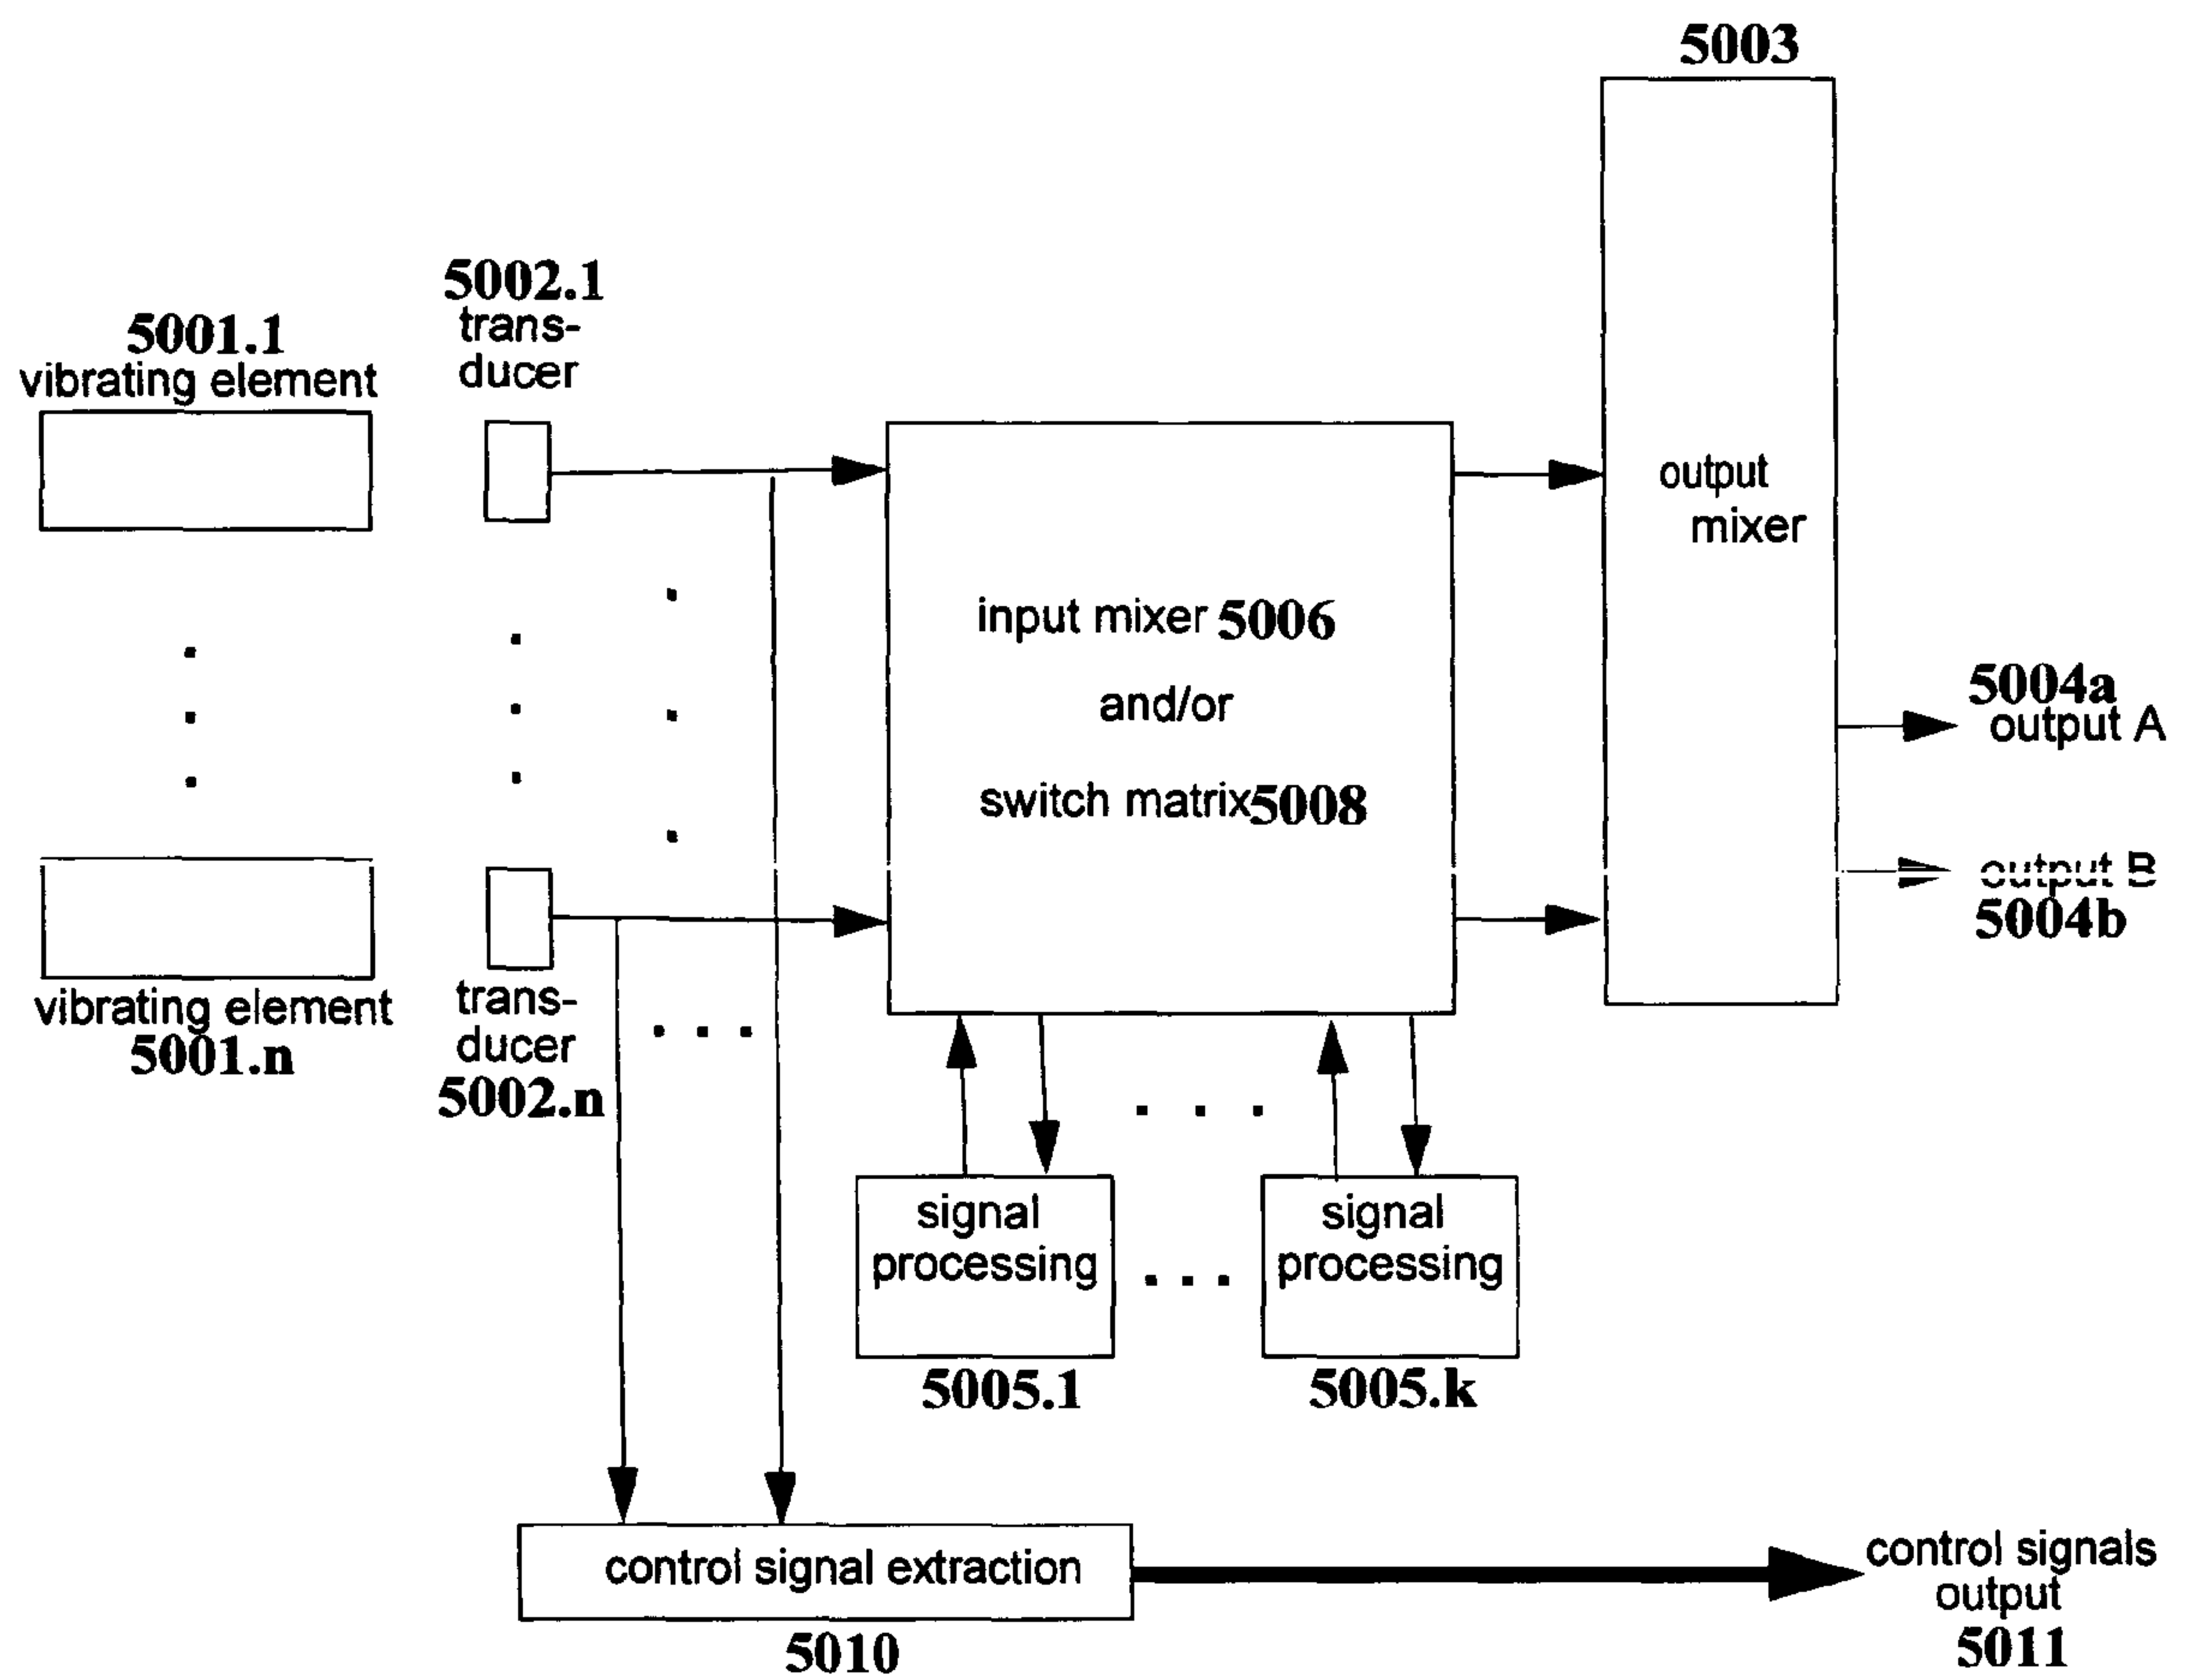 5003
5002.1
trans-
ducer
5001.1
vibrating element
output
mixer
input mixer 5006
and/or
switch matrix 5008
5004a
output A
output B
5004b
vibrating element
5001.n
trans-
ducer
5002.n
signal
processing
5005.1
signal
processing
5005.k
control signal extraction
5010
control signals
output
5011